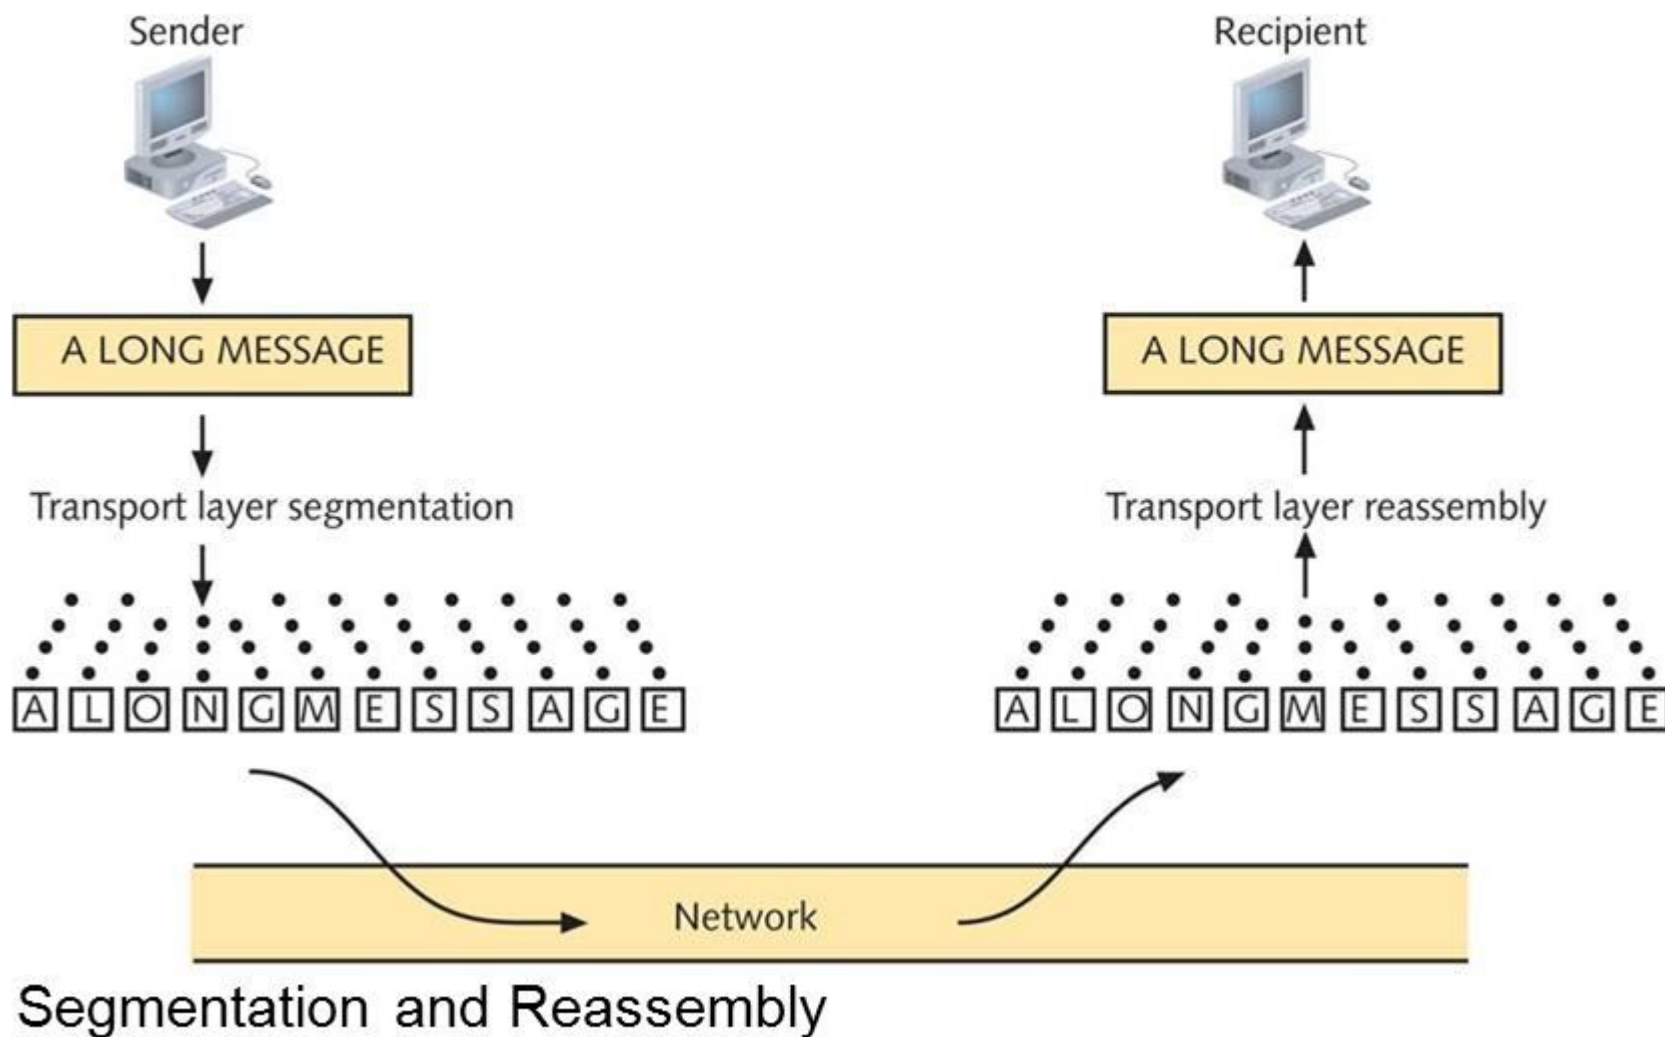 Sender
Recipient
A LONG MESSAGE
A LONG MESSAGE
Transport layer segmentation
Transport layer reassembly
A L O N G M E S S A G E
A L O N G M E S S A G E
Network
Segmentation and Reassembly